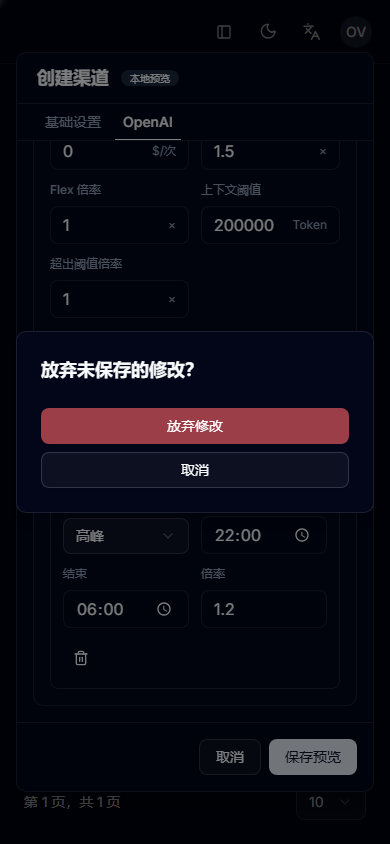 OV
创建渠道 本地预览
基础设置 OpenAI
0 $/次 1.5 ×
Flex 倍率 上下文阈值
1 × 200000 Token
超出阈值倍率
1 ×
放弃未保存的修改?
放弃修改
取消
高峰 22:00
结束 倍率
06:00 1.2
取消 保存预览
第 1 页，共 1 页 10